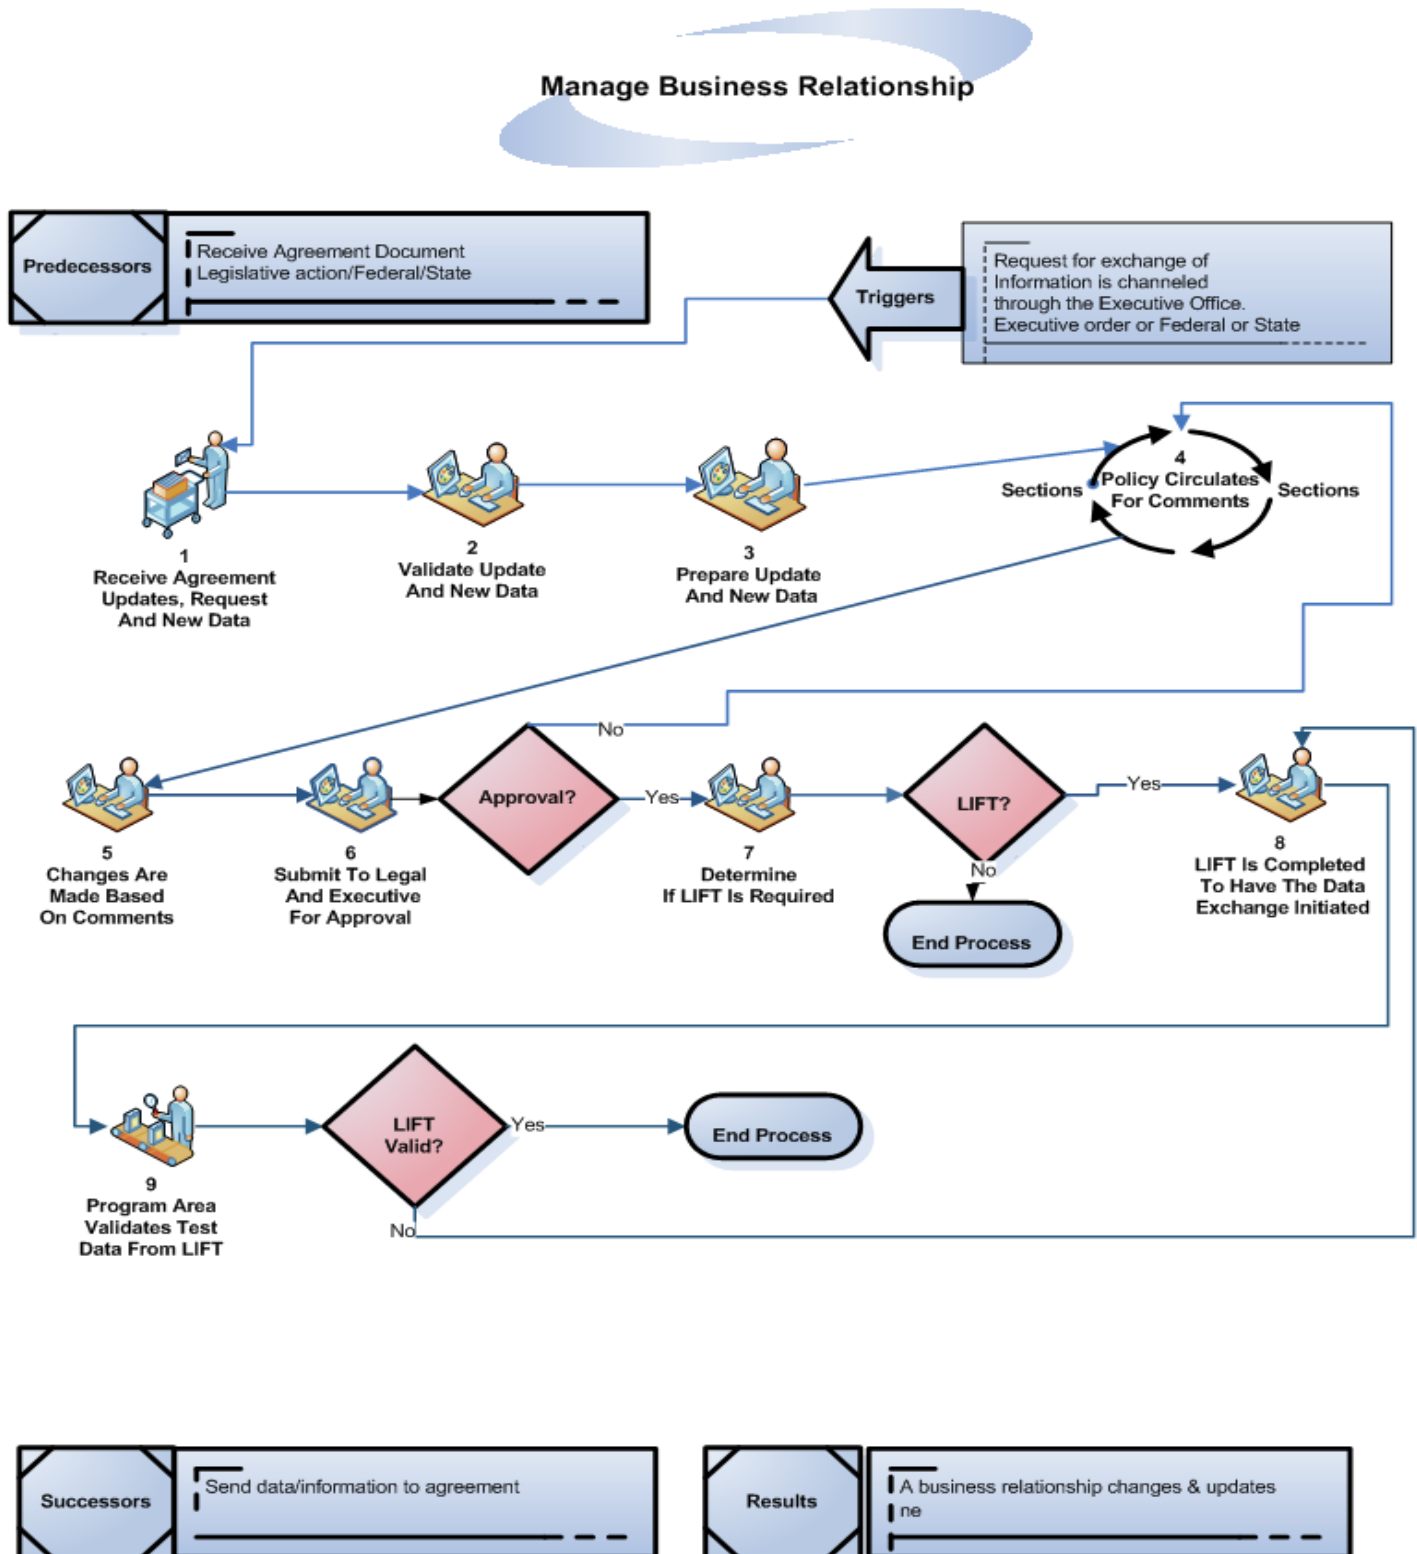 Manage Business Relationship
Predecessors
Receive Agreement Document
Legislative action/Federal/State
Triggers
Request for exchange of
Information is channeled
through the Executive Office.
Executive order or Federal or State
1
Receive Agreement
Updates, Request
And New Data
2
Validate Update
And New Data
3
Prepare Update
And New Data
Sections
4
Policy Circulates
For Comments
Sections
5
Changes Are
Made Based
On Comments
6
Submit To Legal
And Executive
For Approval
Approval?
No
Yes
7
Determine
If LIFT Is Required
LIFT?
No
End Process
Yes
8
LIFT Is Completed
To Have The Data
Exchange Initiated
9
Program Area
Validates Test
Data From LIFT
LIFT
Valid?
Yes
No
End Process
Successors
Send data/information to agreement
Results
A business relationship changes & updates
ne